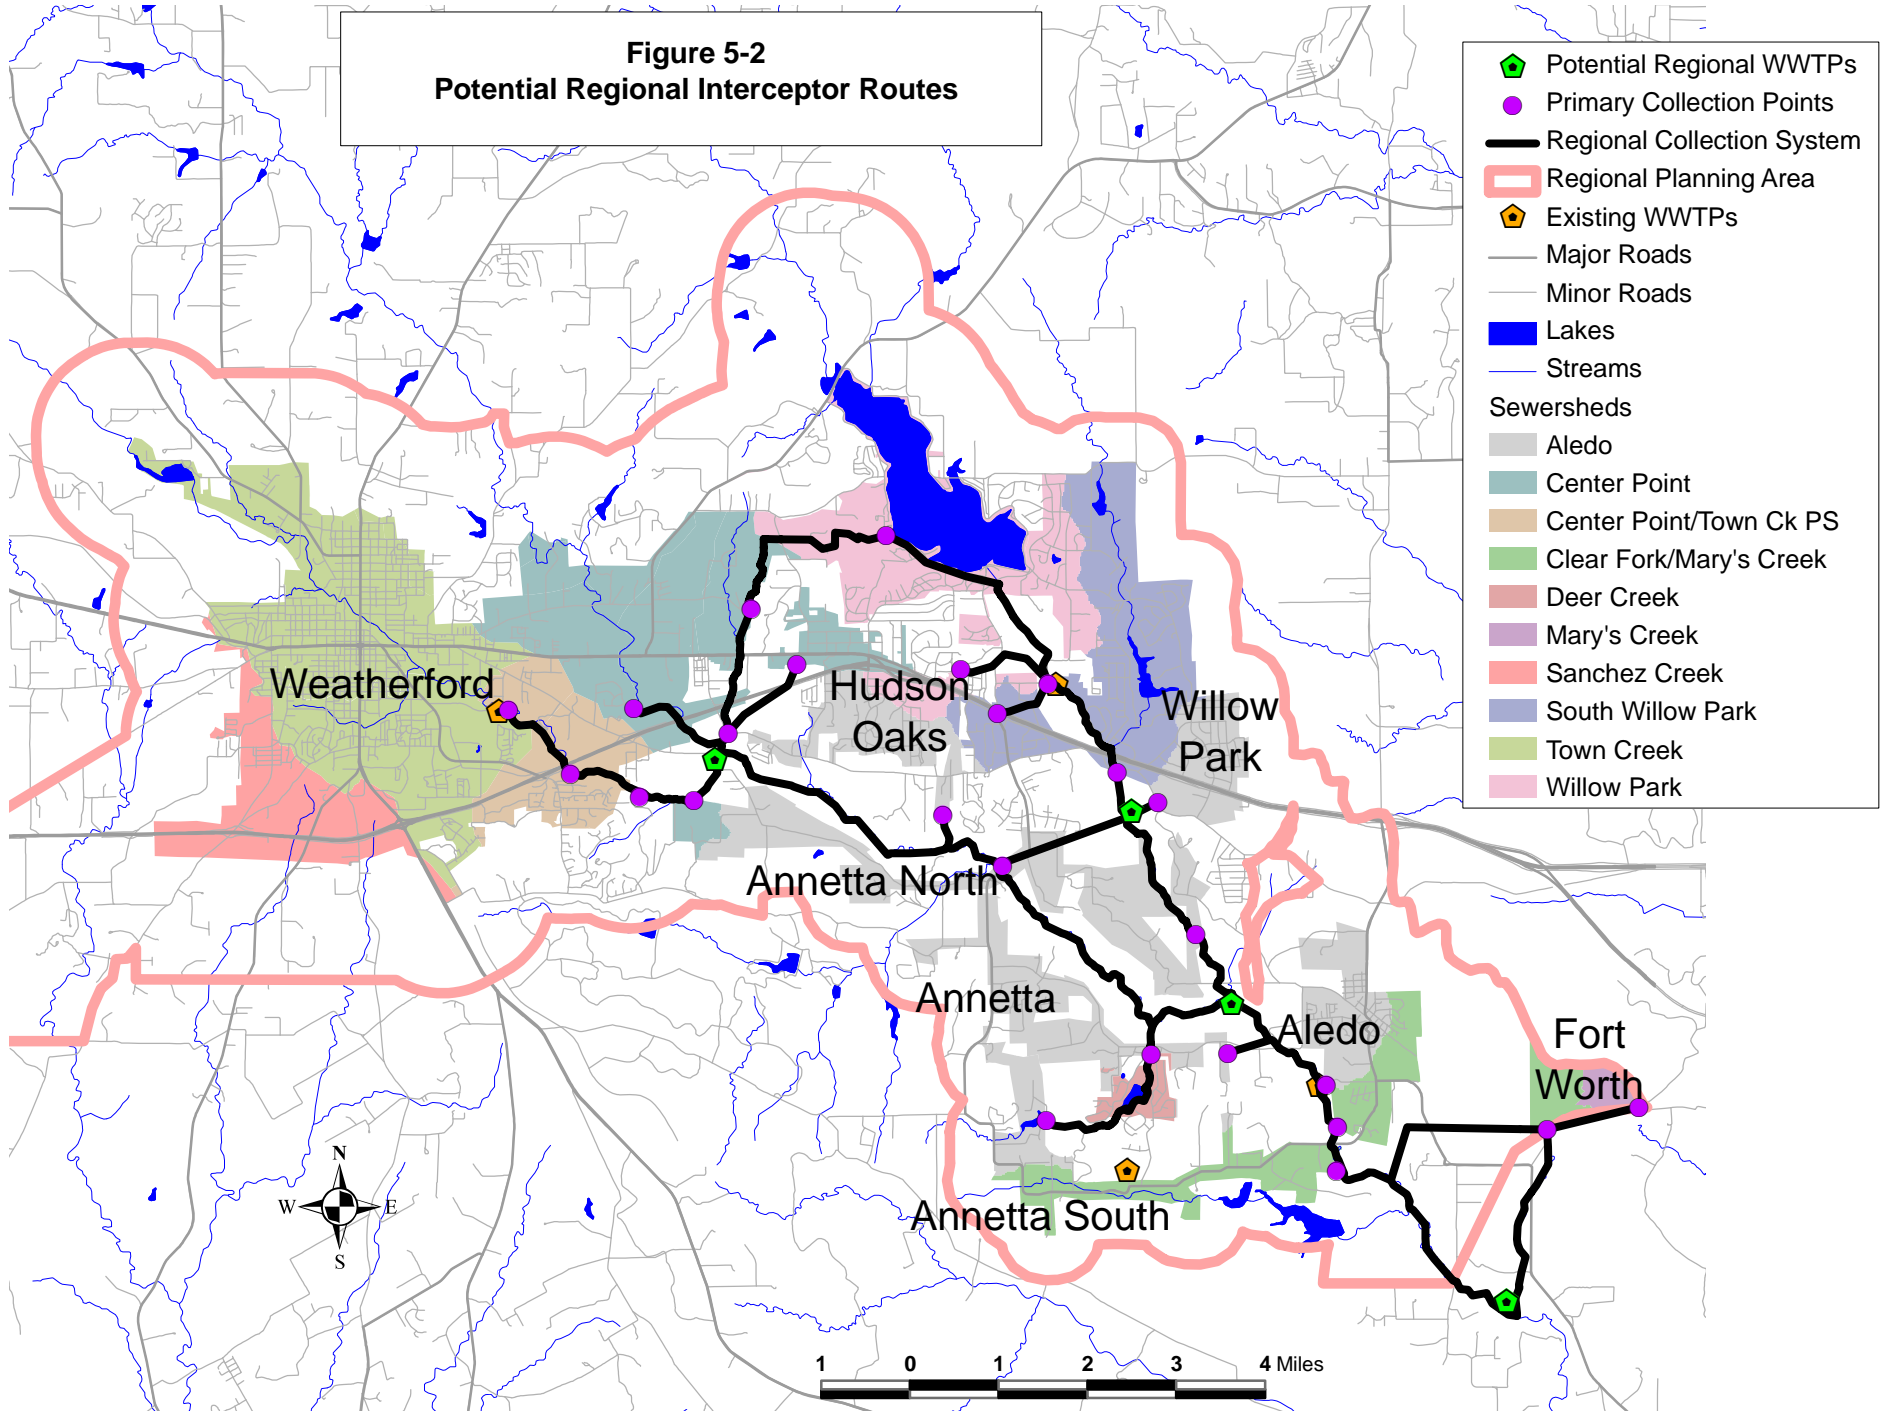 Figure 5-2
Potential Regional Interceptor Routes
Potential Regional WWTPs
Primary Collection Points
Regional Collection System
Regional Planning Area
Existing WWTPs
Major Roads
Minor Roads
Lakes
Streams
Sewersheds
Aledo
Center Point
Center Point/Town Ck PS
Clear Fork/Mary's Creek
Deer Creek
Mary's Creek
Sanchez Creek
South Willow Park
Town Creek
Willow Park
Weatherford
Hudson
Oaks
Willow
Park
Annetta North
Annetta
Aledo
Fort
Worth
Annetta South
N
W
E
S
1 0 1 2 3 4 Miles